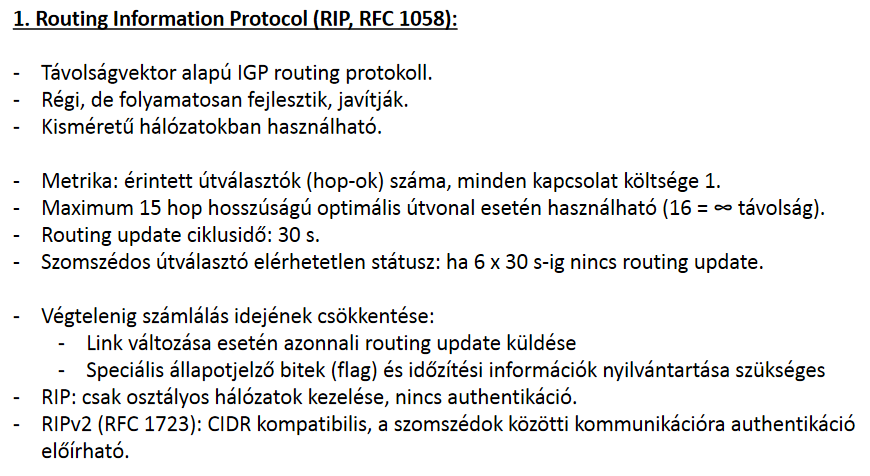 1. Routing Information Protocol (RIP, RFC 1058):
- Távolságvektor alapú IGP routing protokoll.
- Régi, de folyamatosan fejlesztik, javítják.
- Kisméretű hálózatokban használható.
- Metrika: érintett útválasztók (hop-ok) száma, minden kapcsolat költsége 1.
- Maximum 15 hop hosszúságú optimális útvonal esetén használható (16 = ∞ távolság).
- Routing update ciklusidő: 30 s.
- Szomszédos útválasztó elérhetetlen státusz: ha 6 x 30 s-ig nincs routing update.
- Végtelenig számlálás idejének csökkentése:
- Link változása esetén azonnali routing update küldése
- Speciális állapotjelző bitek (flag) és időzítési információk nyilvántartása szükséges
- RIP: csak osztályos hálózatok kezelése, nincs authentikáció.
- RIPv2 (RFC 1723): CIDR kompatibilis, a szomszédok közötti kommunikációra authentikáció
előírható.